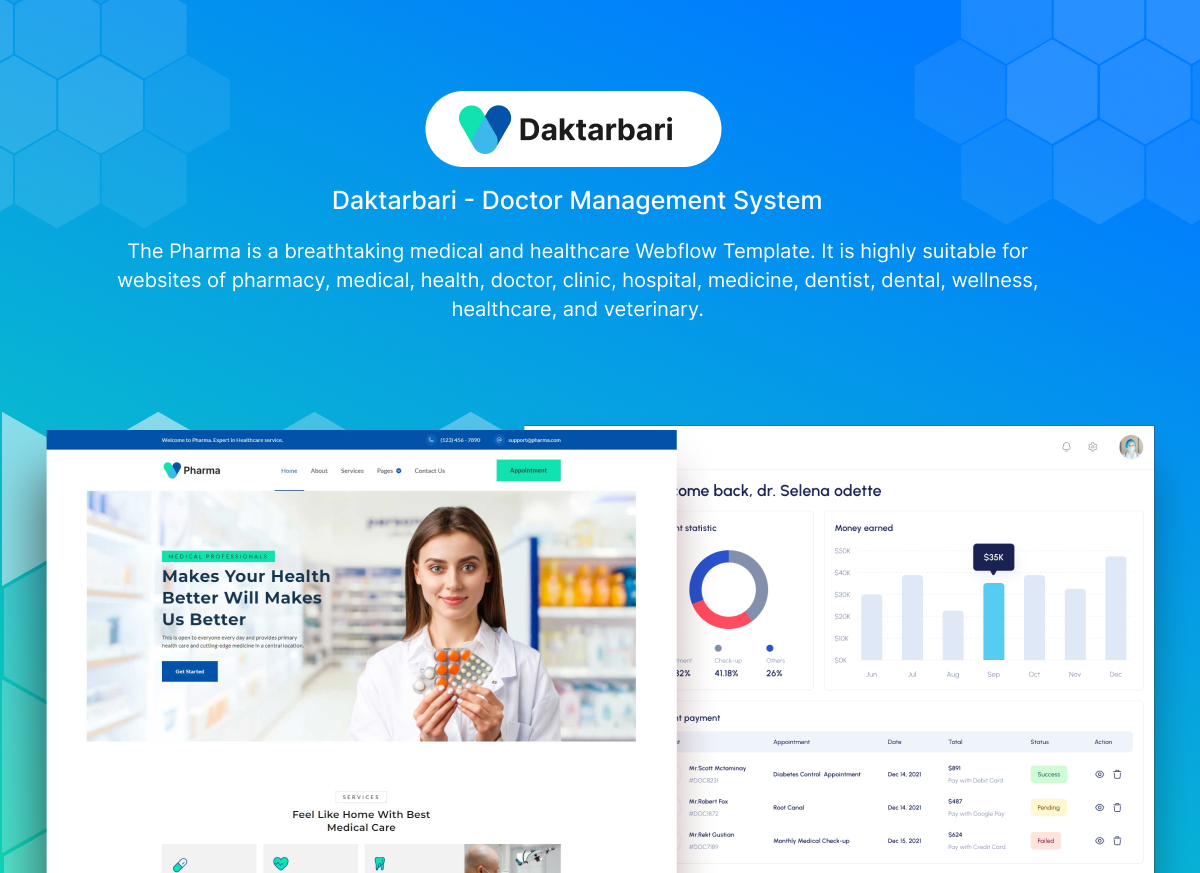 Daktarbari
Daktarbari - Doctor Management System
The Pharma is a breathtaking medical and healthcare Webflow Template. It is highly suitable for
websites of pharmacy, medical, health, doctor, clinic, hospital, medicine, dentist, dental, wellness,
healthcare, and veterinary.
Welcome to Pharma. Expert in Healthcare service.
(123) 456 - 7890
support@pharma.com
Pharma
Home About Services Pages Contact Us
Appointment
MEDICAL PROFESSIONALS
Makes Your Health
Better Will Makes
Us Better
This is open to everyone every day and provides primary
health care and cutting-edge medicine in a central location.
Get Started
SERVICES
Feel Like Home With Best
Medical Care
ome back, dr. Selena odette
nt statistic
Check-up Others
32% 41.18% 26%
Money earned
$35K
$50K
$40K
$30K
$20K
$10K
$0K
Jun Jul Aug Sep Oct Nov Dec
nt payment
Appointment Date Total Status Action
Mr.Scott Mctominay
#DOC8231
Diabetes Control Appointment
Dec 14, 2021
$891
Pay with Debit Card
Success
Mr.Robert Fox
#DOC1872
Root Canal
Dec 14, 2021
$487
Pay with Google Pay
Pending
Mr.Rekt Gustian
#DOC7189
Monthly Medical Check-up
Dec 15, 2021
$624
Pay with Credit Card
Failed